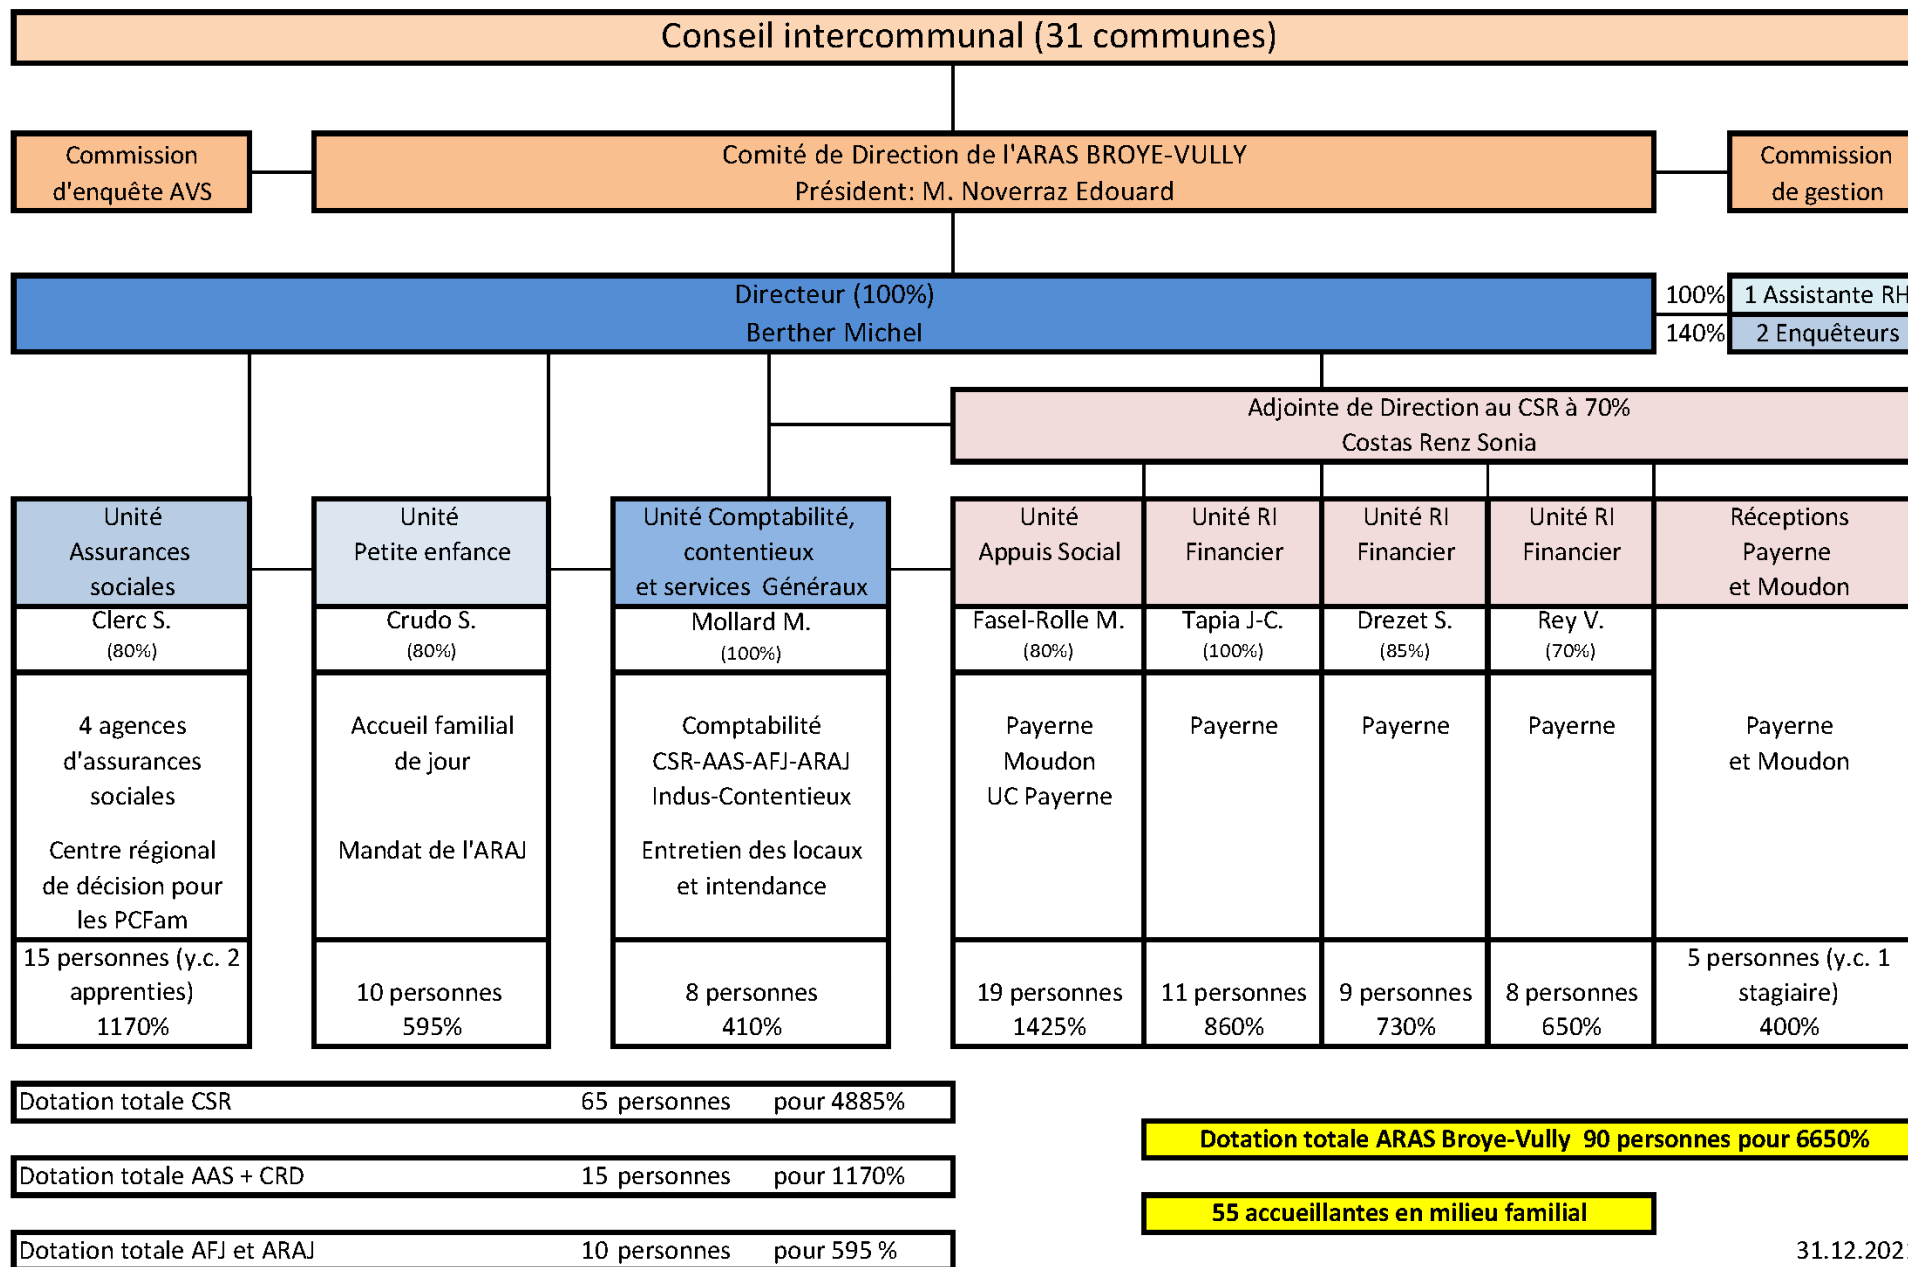 Conseil intercommunal (31 communes)
Commission
d'enquête AVS
Comité de Direction de l'ARAS BROYE-VULLY
Président: M. Noverraz Edouard
Commission
de gestion
Directeur (100%)
Berther Michel
100%
1 Assistante RH
140%
2 Enquêteurs
Adjointe de Direction au CSR à 70%
Costas Renz Sonia
Unité
Assurances
sociales
Clerc S.
(80%)
4 agences
d'assurances
sociales
Centre régional
de décision pour
les PCFam
15 personnes (y.c. 2
apprenties)
1170%
Unité
Petite enfance
Crudo S.
(80%)
Accueil familial
de jour
Mandat de l'ARAJ
10 personnes
595%
Unité Comptabilité,
contentieux
et services Généraux
Mollard M.
(100%)
Comptabilité
CSR-AAS-AFJ-ARAJ
Indus-Contentieux
Entretien des locaux
et intendance
8 personnes
410%
Unité
Appuis Social
Fasel-Rolle M.
(80%)
Payerne
Moudon
UC Payerne
19 personnes
1425%
Unité RI
Financier
Tapia J-C.
(100%)
Payerne
11 personnes
860%
Unité RI
Financier
Drezet S.
(85%)
Payerne
9 personnes
730%
Unité RI
Financier
Rey V.
(70%)
Payerne
8 personnes
650%
Réceptions
Payerne
et Moudon
Payerne
et Moudon
5 personnes (y.c. 1
stagiaire)
400%
Dotation totale CSR 65 personnes pour 4885%
Dotation totale AAS + CRD 15 personnes pour 1170%
Dotation totale AFJ et ARAJ 10 personnes pour 595 %
Dotation totale ARAS Broye-Vully 90 personnes pour 6650%
55 accueillantes en milieu familial
31.12.2021